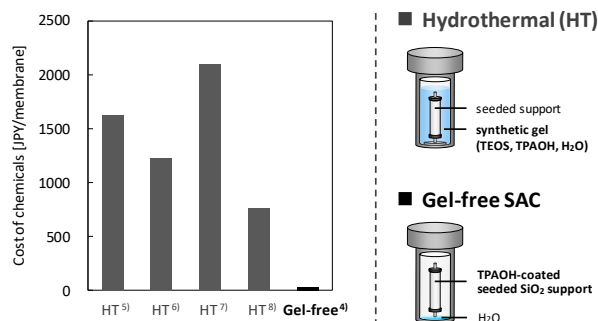 Cost of chemicals [JPY/membrane]
2500
2000
1500
1000
500
0
HT 5)
HT 6)
HT 7)
HT 8)
Gel-free4)
■ Hydrothermal (HT)
seeded support
synthetic gel
(TEOS, TPAOH, H₂O)
■ Gel-free SAC
TPAOH-coated
seeded SiO₂ support
H₂O